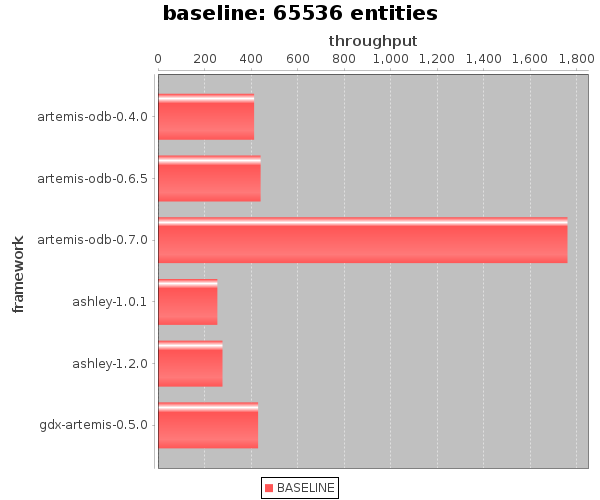 baseline: 65536 entities
throughput
0 200 400 600 800 1,000 1,200 1,400 1,600 1,800
framework
artemis-odb-0.4.0
artemis-odb-0.6.5
artemis-odb-0.7.0
ashley-1.0.1
ashley-1.2.0
gdx-artemis-0.5.0
BASELINE